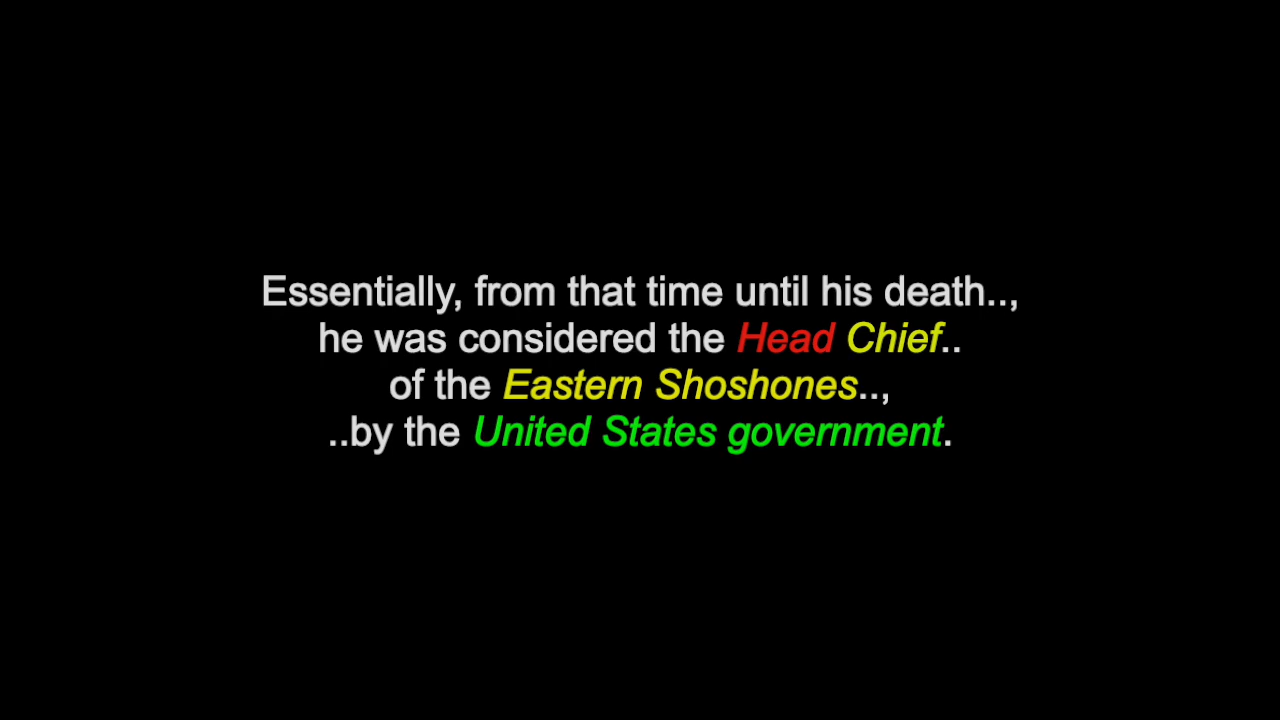 Essentially, from that time until his death..,
he was considered the Head Chief..
of the Eastern Shoshones..,
..by the United States government.